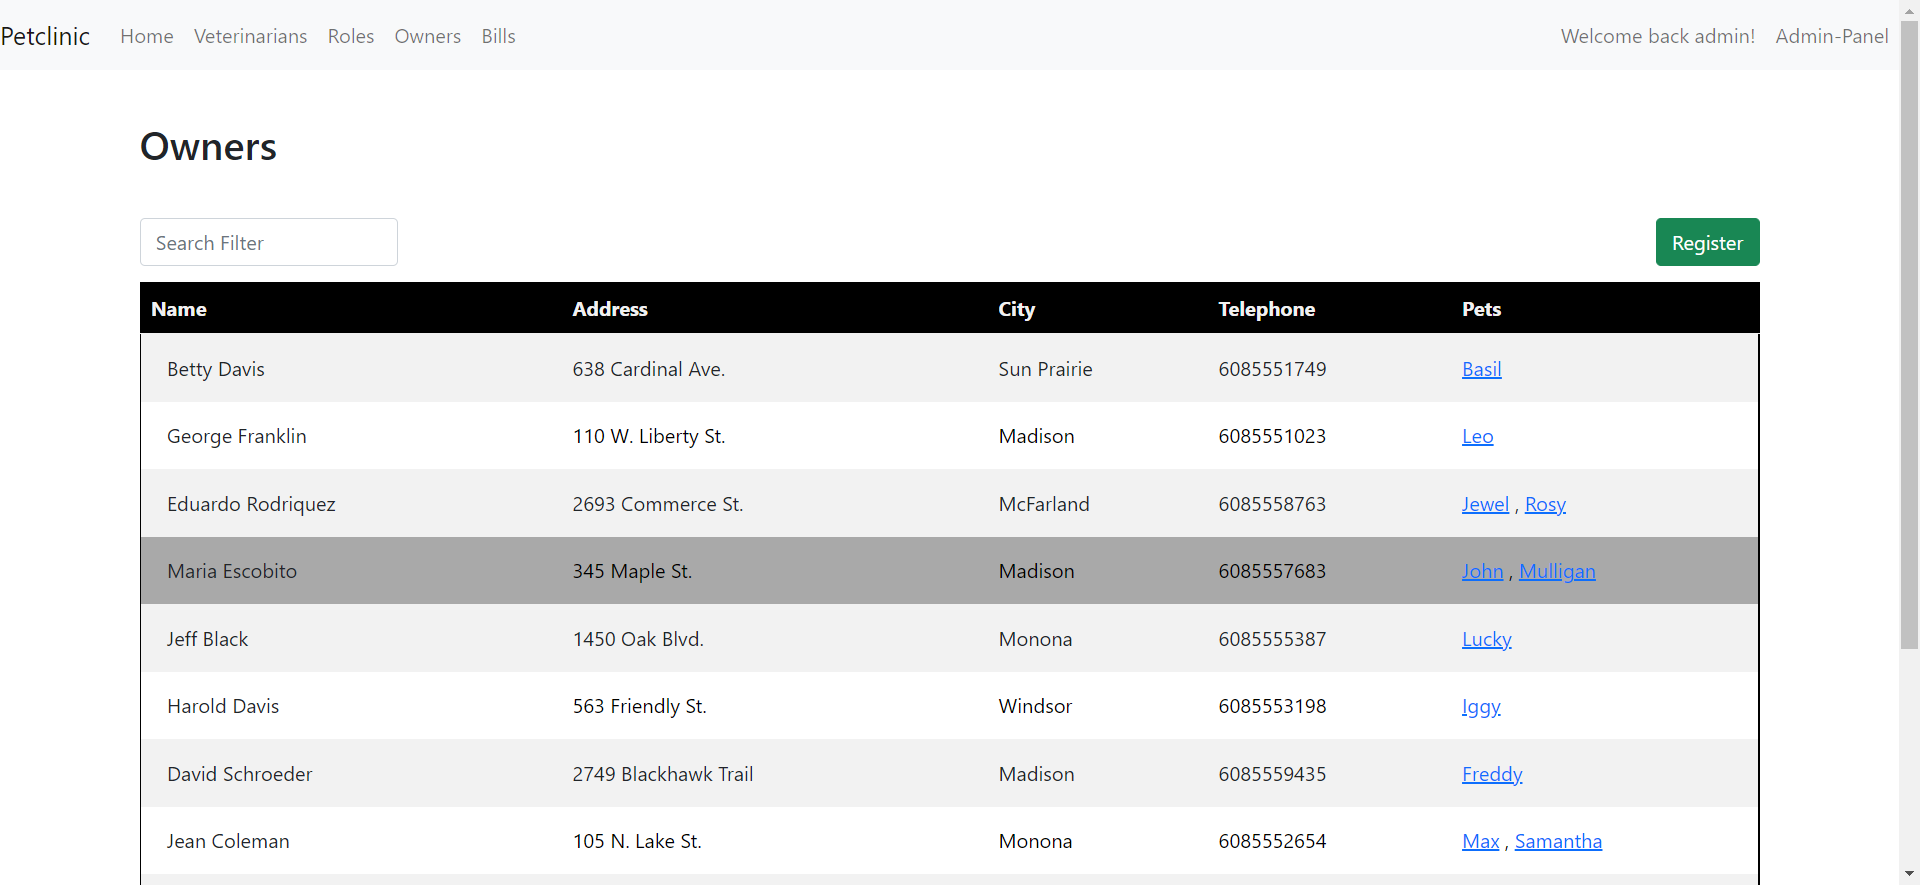 Petclinic Home Veterinarians Roles Owners Bills Welcome back admin! Admin-Panel
Owners
Search Filter Register
Name Address City Telephone Pets
Betty Davis 638 Cardinal Ave. Sun Prairie 6085551749 Basil
George Franklin 110 W. Liberty St. Madison 6085551023 Leo
Eduardo Rodriquez 2693 Commerce St. McFarland 6085558763 Jewel , Rosy
Maria Escobito 345 Maple St. Madison 6085557683 John , Mulligan
Jeff Black 1450 Oak Blvd. Monona 6085555387 Lucky
Harold Davis 563 Friendly St. Windsor 6085553198 Iggy
David Schroeder 2749 Blackhawk Trail Madison 6085559435 Freddy
Jean Coleman 105 N. Lake St. Monona 6085552654 Max , Samantha